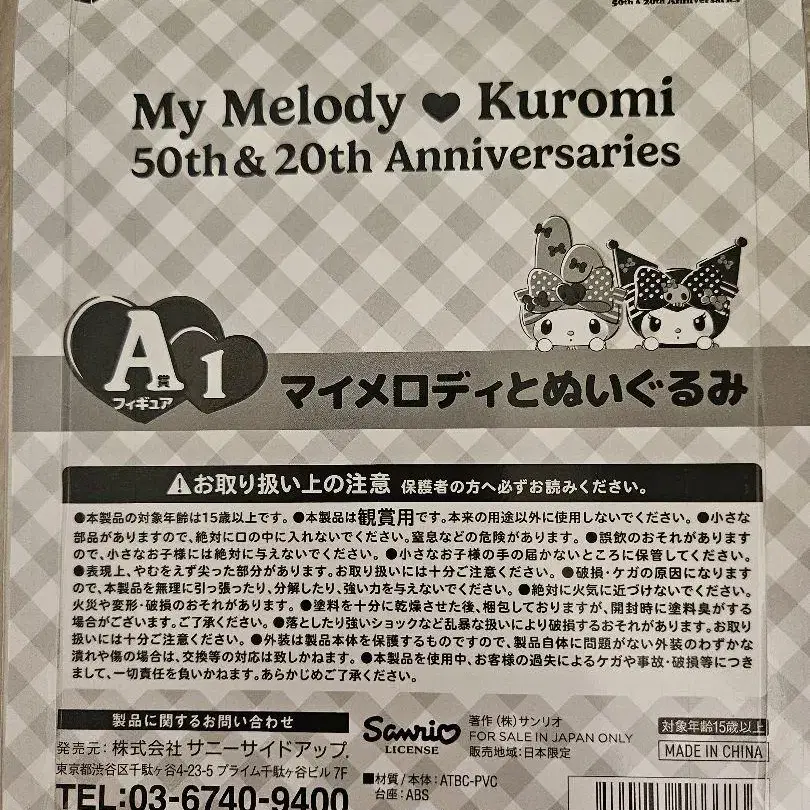 50th & 20th Anniversaries
My Melody ♥ Kuromi
50th & 20th Anniversaries
A賞 1
フィギュア
マイメロディとぬいぐるみ
⚠お取り扱い上の注意 保護者の方へ必ずお読みください。
●本製品の対象年齢は15歳以上です。●本製品は観賞用です。本来の用途以外に使用しないでください。●小さな
部品がありますので、絶対に口の中に入れないでください。窒息などの危険があります。●誤飲のおそれがあります
ので、小さなお子様には絶対に与えないでください。●小さなお子様の手の届かないところに保管してください。
●表現上、やむをえず尖った部分があります。お取り扱いには十分ご注意ください。●破損・ケガの原因になります
ので、本製品を無理に引っ張ったり、分解したり、強い力を与えないでください。●絶対に火気に近づけないでください。
火災や変形・破損のおそれがあります。●塗料を十分に乾燥させた後、梱包しておりますが、開封時に塗料臭がする
場合がございます。ご了承ください。●落としたり強いショックなど乱暴な扱いにより破損するおそれがあります。お取り
扱いには十分ご注意ください。●外装は製品本体を保護するものですので、製品自体に問題がない外装のわずかな
潰れや傷の場合は、交換等の対応は致しかねます。●本製品を使用中、お客様の過失によるケガや事故・破損等につき
まして、一切責任を負いかねます。あらかじめご了承ください。
製品に関するお問い合わせ
発売元：株式会社 サニーサイドアップ
東京都渋谷区千駄ヶ谷4-23-5 プライム千駄ヶ谷ビル 7F
TEL:03-6740-9400
Sanrio
LICENSE
著作（株）サンリオ
FOR SALE IN JAPAN ONLY
販売地域：日本限定
■材質／本体：ATBC-PVC
台座：ABS
対象年齢15歳以上
MADE IN CHINA